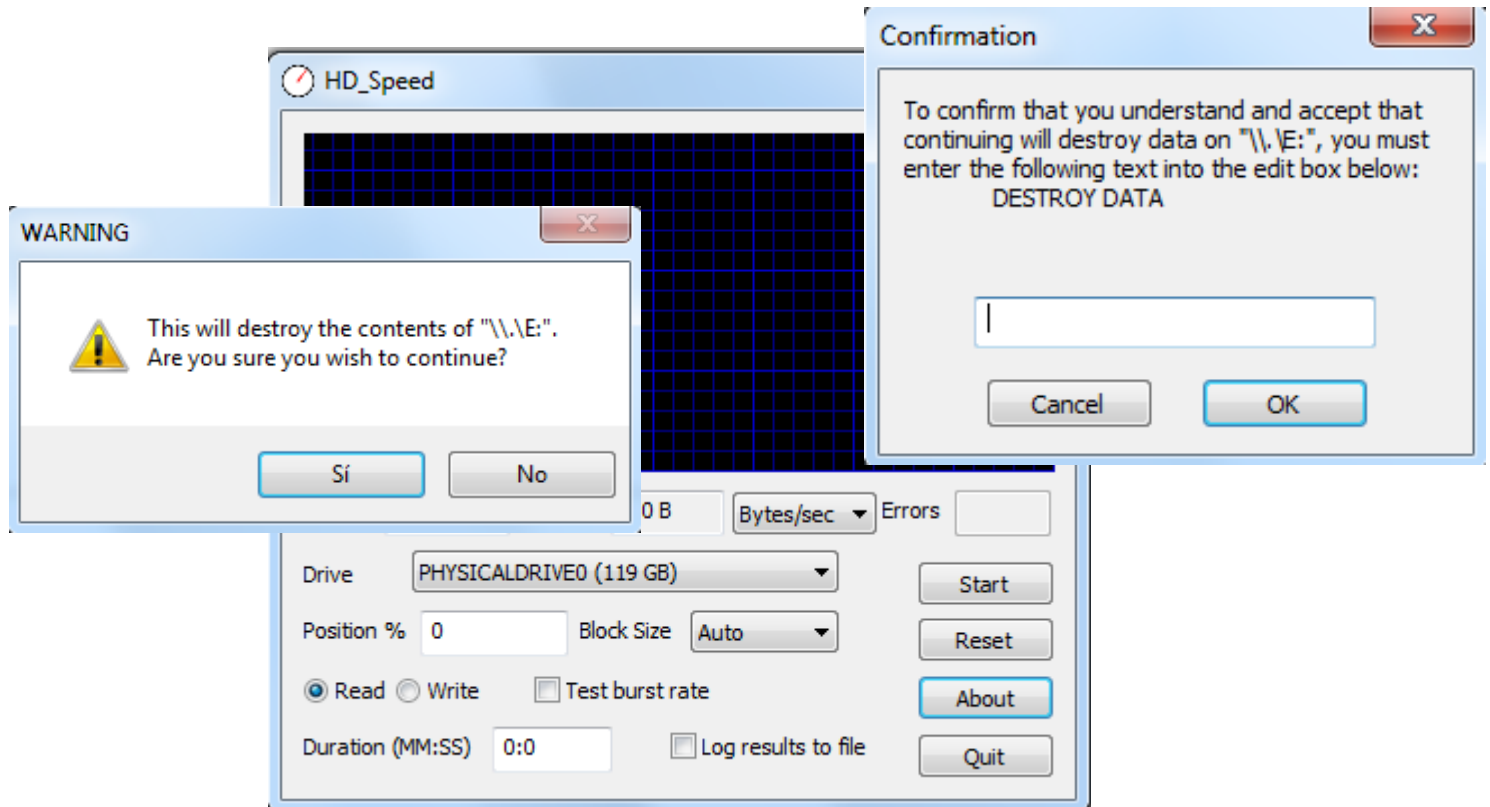 HD_Speed
Confirmation
To confirm that you understand and accept that
continuing will destroy data on "\\.\E:", you must
enter the following text into the edit box below:
DESTROY DATA
Cancel
OK
WARNING
This will destroy the contents of "\\.\E:".
Are you sure you wish to continue?
Sí
No
0 B
Bytes/sec
Errors
Drive
PHYSICALDRIVE0 (119 GB)
Start
Position %
0
Block Size
Auto
Reset
Read
Write
Test burst rate
About
Duration (MM:SS)
0:0
Log results to file
Quit